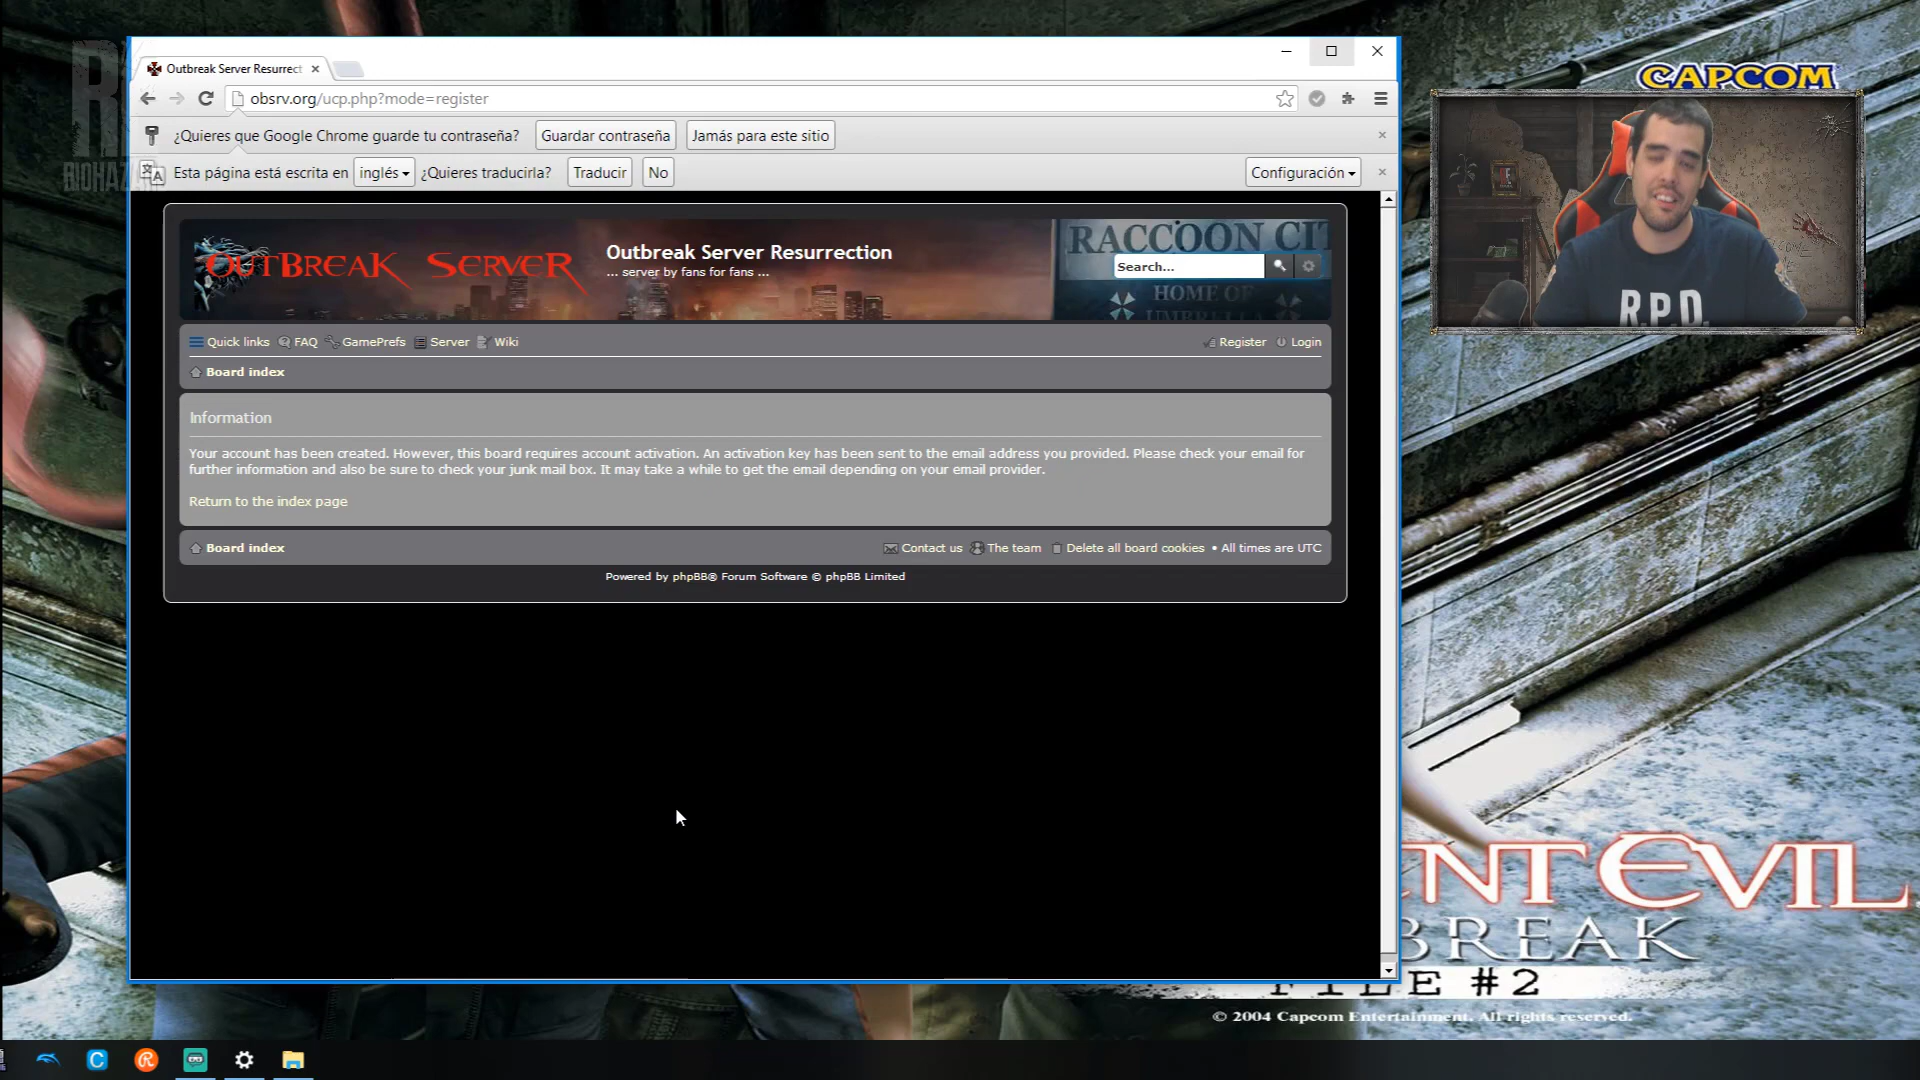 Outbreak Server Resurrect
obsrv.org/ucp.php?mode=register
¿Quieres que Google Chrome guarde tu contraseña? Guardar contraseña Jamás para este sitio
Esta página está escrita en inglés ¿Quieres traducirla? Traducir No Configuración
CAPCOM
R.P.D.
OUTBREAK SERVER
Outbreak Server Resurrection
... server by fans for fans ...
RACCOON CIT
Search...
HOME OF
UMBRELLA
Quick links FAQ GamePrefs Server Wiki Register Login
Board index
Information
Your account has been created. However, this board requires account activation. An activation key has been sent to the email address you provided. Please check your email for
further information and also be sure to check your junk mail box. It may take a while to get the email depending on your email provider.
Return to the index page
Board index Contact us The team Delete all board cookies • All times are UTC
Powered by phpBB® Forum Software © phpBB Limited
ENT EVIL
BREAK
FILE #2
© 2004 Capcom Entertainment. All rights reserved.